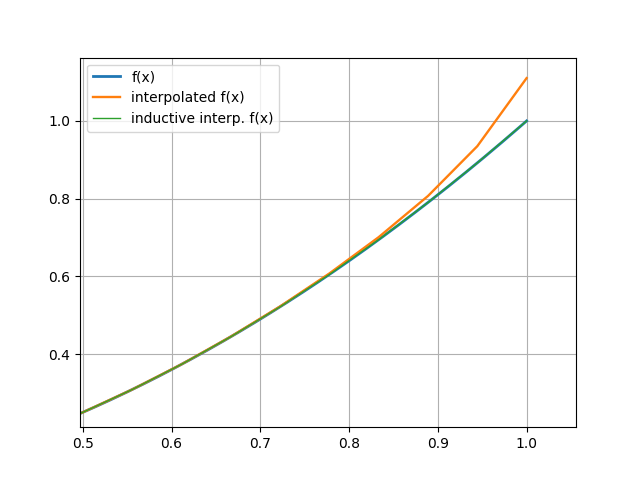 f(x)
interpolated f(x)
inductive interp. f(x)
1.0
0.8
0.6
0.4
0.5 0.6 0.7 0.8 0.9 1.0